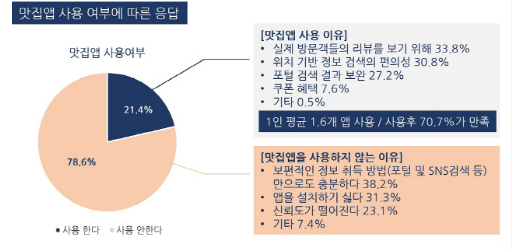 맛집앱 사용 여부에 따른 응답
맛집앱 사용여부
21.4%
78.6%
■ 사용 한다 ■ 사용 안한다
[맛집앱 사용 이유]
• 실제 방문객들의 리뷰를 보기 위해 33.8%
• 위치 기반 정보 검색의 편의성 30.8%
• 포털 검색 결과 보완 27.2%
• 쿠폰 혜택 7.6%
• 기타 0.5%
1인 평균 1.6개 앱 사용 / 사용후 70.7%가 만족
[맛집앱을 사용하지 않는 이유]
• 보편적인 정보 취득 방법(포털 및 SNS검색 등)
만으로도 충분하다 38.2%
• 앱을 설치하기 싫다 31.3%
• 신뢰도가 떨어진다 23.1%
• 기타 7.4%